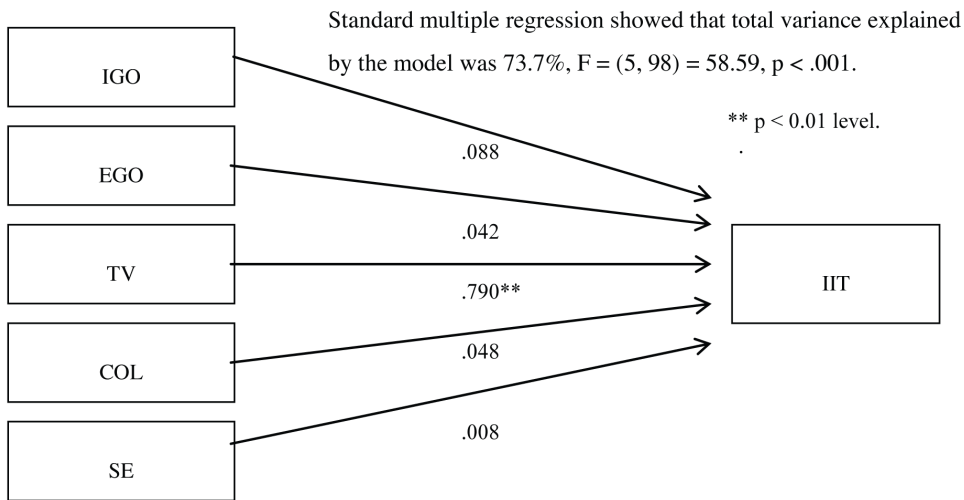 Standard multiple regression showed that total variance explained
by the model was 73.7%, F = (5, 98) = 58.59, p < .001.
** p < 0.01 level.
.
IGO
.088
EGO
.042
TV
.790**
IIT
COL
.048
SE
.008